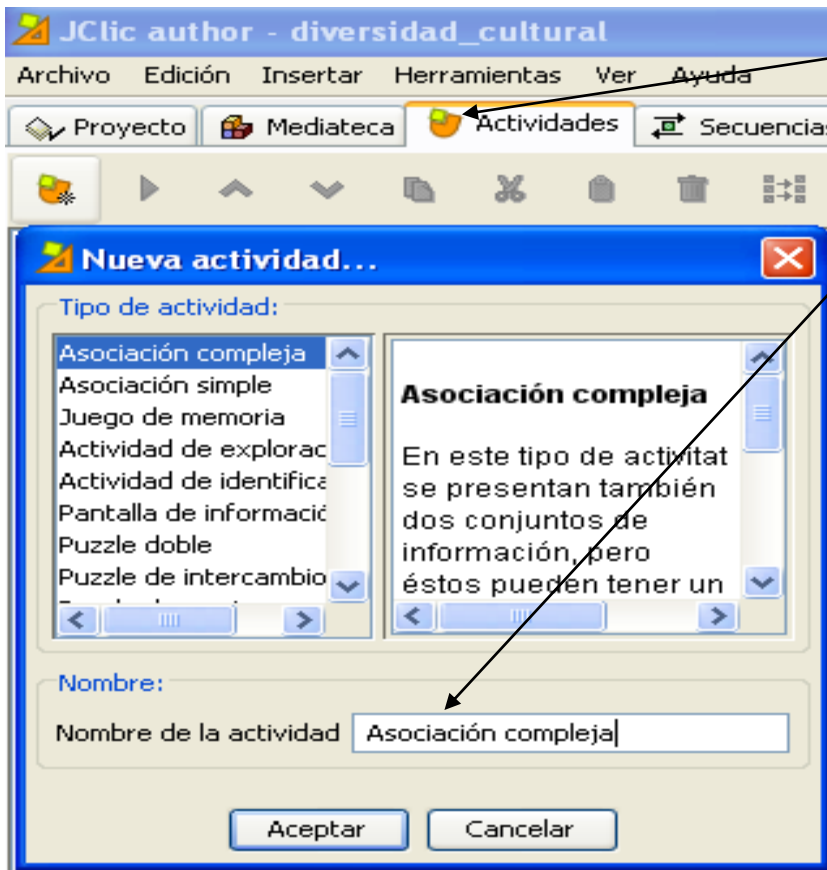 JClic author - diversidad_cultural
Archivo Edición Insertar Herramientas Ver Ayuda
Proyecto Mediateca Actividades Secuencias
Nueva actividad...
Tipo de actividad:
Asociación compleja
Asociación simple
Juego de memoria
Actividad de explorac
Actividad de identifica
Pantalla de informació
Puzzle doble
Puzzle de intercambio
Asociación compleja
En este tipo de activitat
se presentan también
dos conjuntos de
información, pero
éstos pueden tener un
Nombre:
Nombre de la actividad Asociación compleja
Aceptar Cancelar